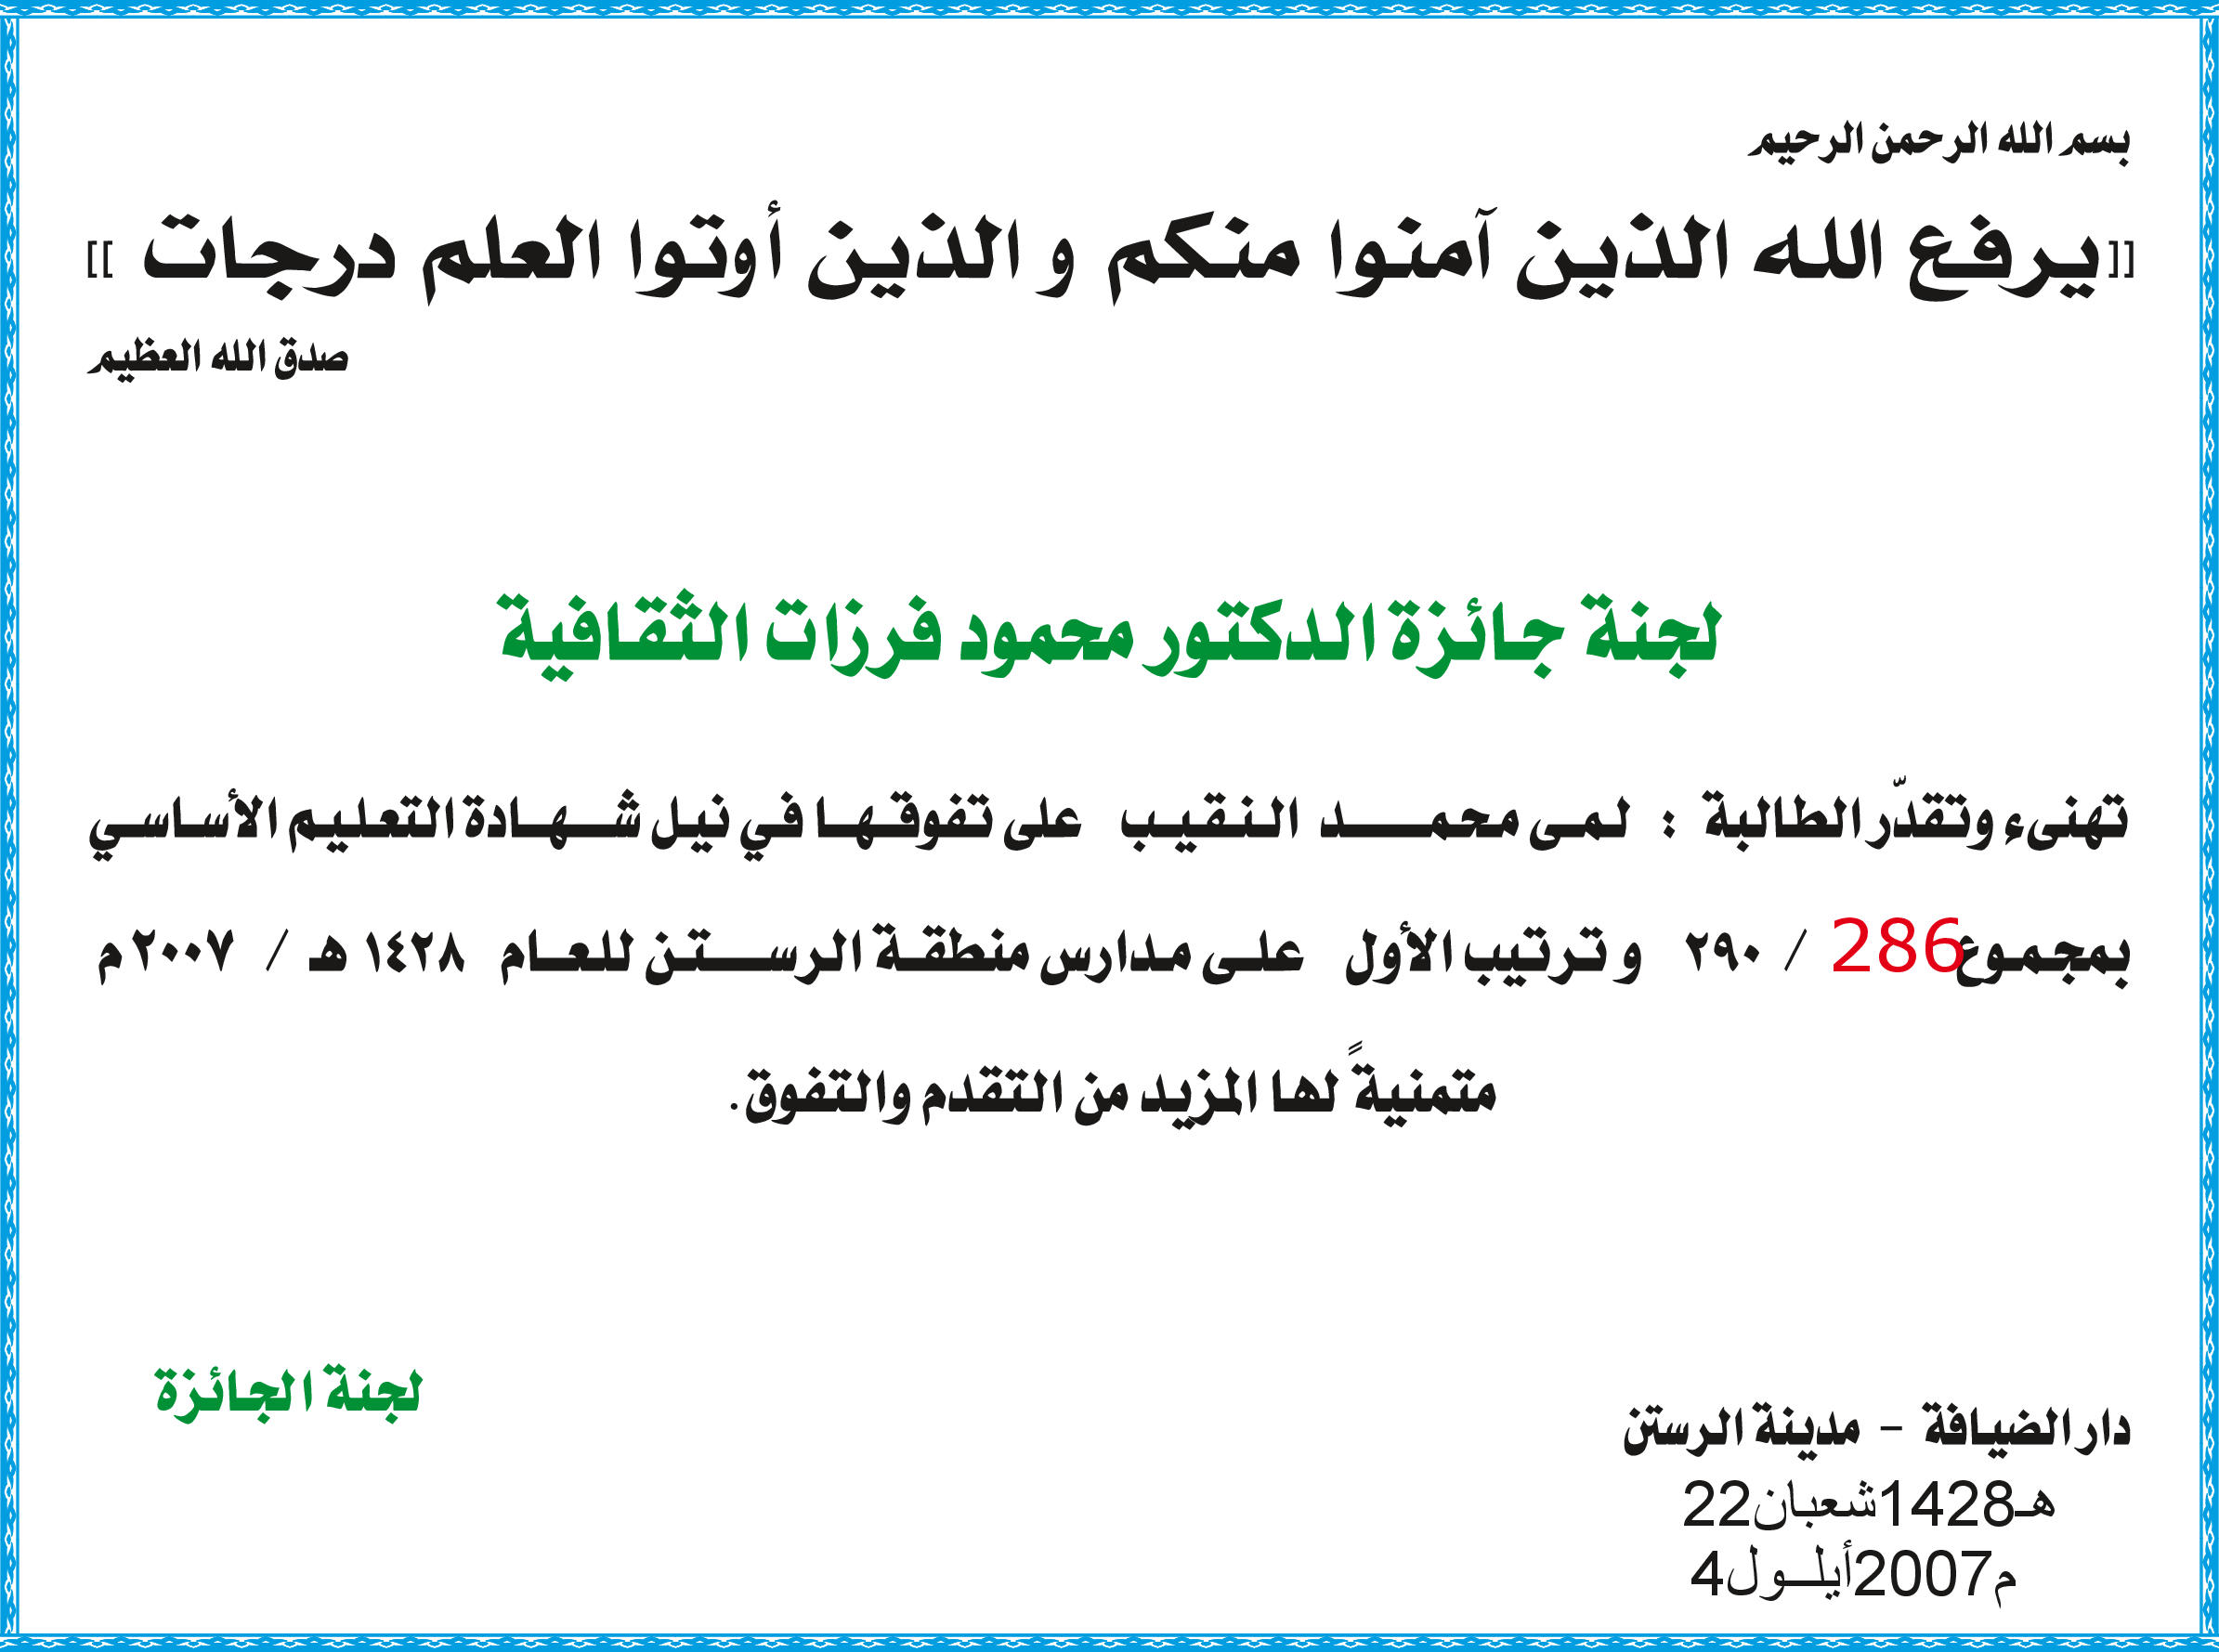 بسم الله الرحمن الرحيم
[[يرفع الله الذين آمنوا منكم و الذين أوتوا العلم درجات ]]
صدق الله العظيم
لجنة جائزة الدكتور محمود فرزات الثقافية
تهنىء وتقدّر الطالبة : لمى محمد النقيب على تفوقها في نيل شهادة التعليم الأساسي
بمجموع286 / ٢٩٠ و ترتيب الأول على مدارس منطقة الرستن للعام ١٤٢٨ هـ / ٢٠٠٧ م
متمنيةً لها المزيد من التقدم والتفوق.
لجنة الجائزة
دار الضيافة - مدينة الرستن
22شعبان1428هـ
4أيلول2007م